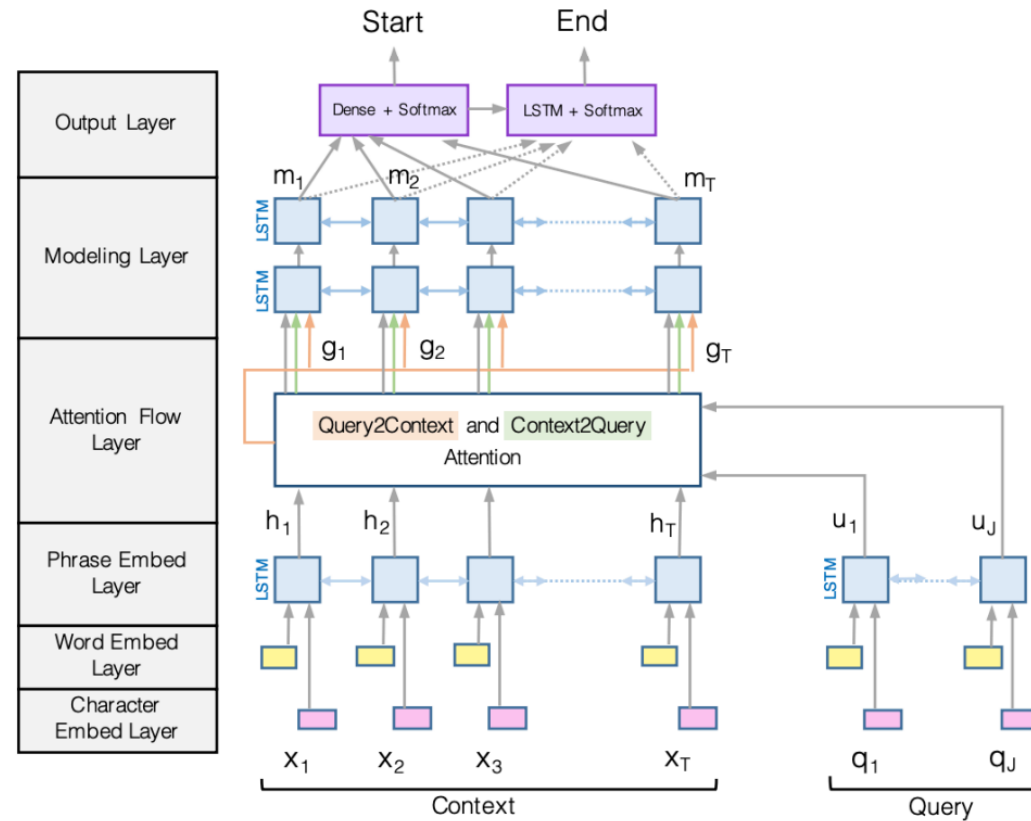 Start End
Output Layer
Dense + Softmax
LSTM + Softmax
m1 m2 mT
LSTM
Modeling Layer
LSTM
g1 g2 gT
Attention Flow
Layer
Query2Context and Context2Query
Attention
h1 h2 hT
u1 uJ
Phrase Embed
Layer
LSTM
LSTM
Word Embed
Layer
Character
Embed Layer
x1 x2 x3 xT
q1 qJ
Context
Query